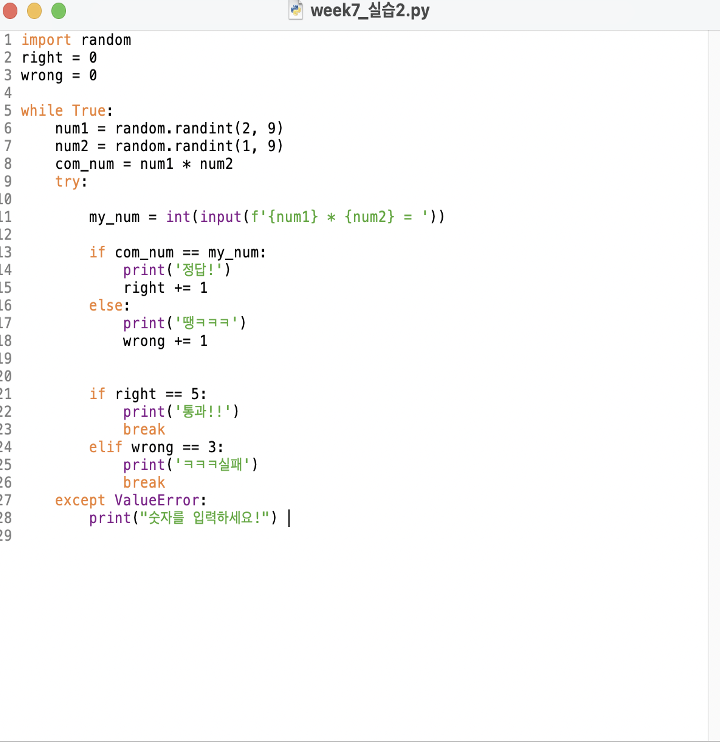 week7_실습2.py
1 import random
2 right = 0
3 wrong = 0
4
5 while True:
6     num1 = random.randint(2, 9)
7     num2 = random.randint(1, 9)
8     com_num = num1 * num2
9     try:
10
11         my_num = int(input(f'{num1} * {num2} = '))
12
13         if com_num == my_num:
14             print('정답!')
15             right += 1
16         else:
17             print('땡ㅋㅋㅋ')
18             wrong += 1
19
20
21         if right == 5:
22             print('통과!!')
23             break
24         elif wrong == 3:
25             print('ㅋㅋㅋ실패')
26             break
27     except ValueError:
28         print("숫자를 입력하세요!")
29